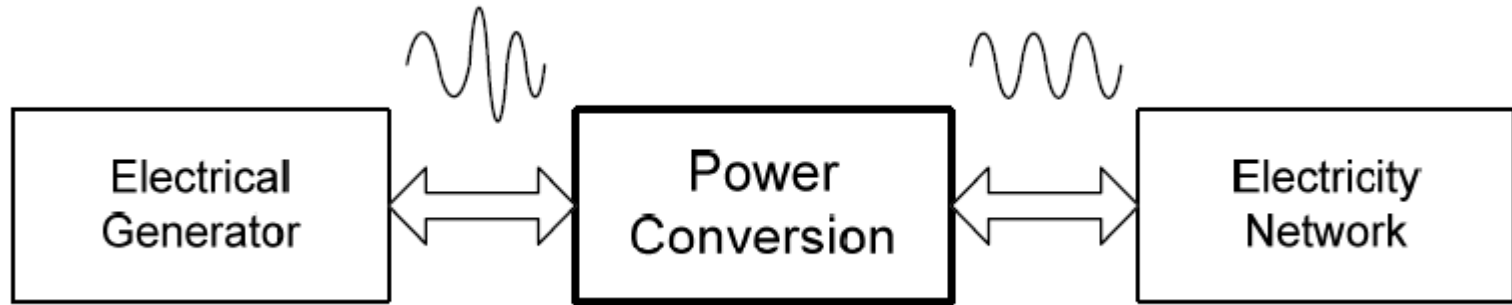 Electrical
Generator
Power
Conversion
Electricity
Network